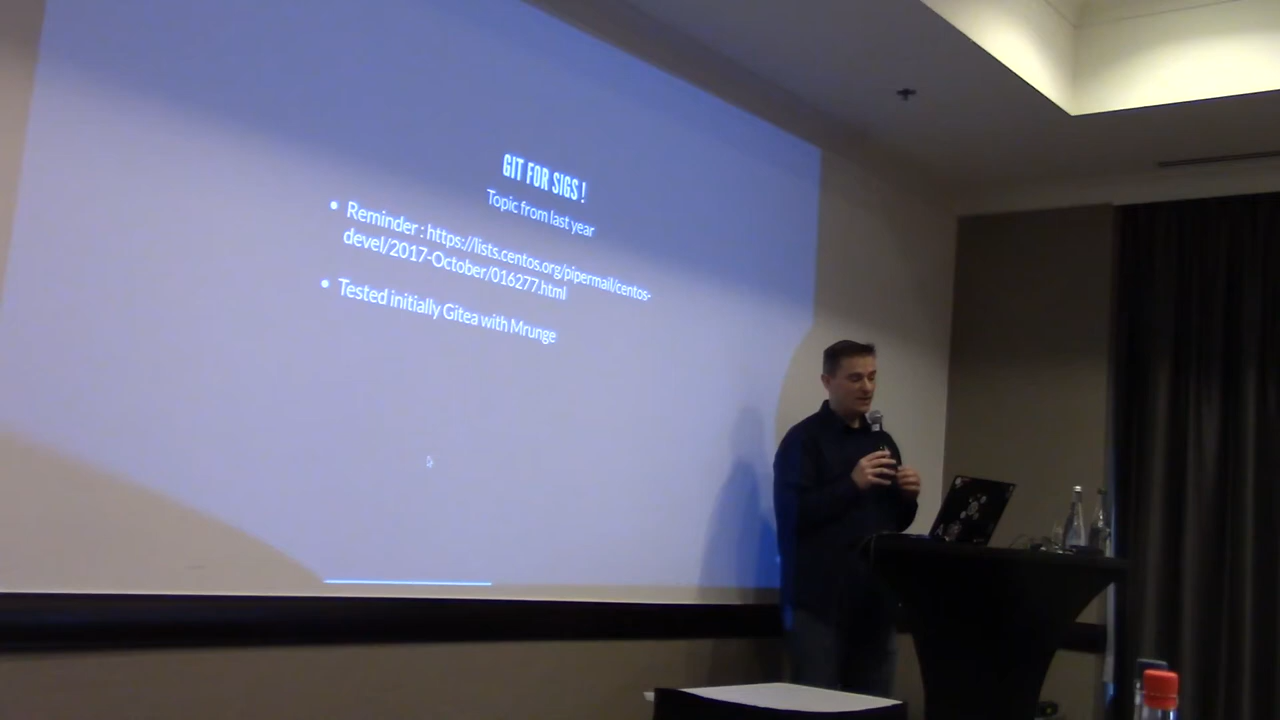 GIT FOR SIGS !
Topic from last year
Reminder : https://lists.centos.org/pipermail/centos-
devel/2017-October/016277.html
Tested initially Gitea with Mrunge